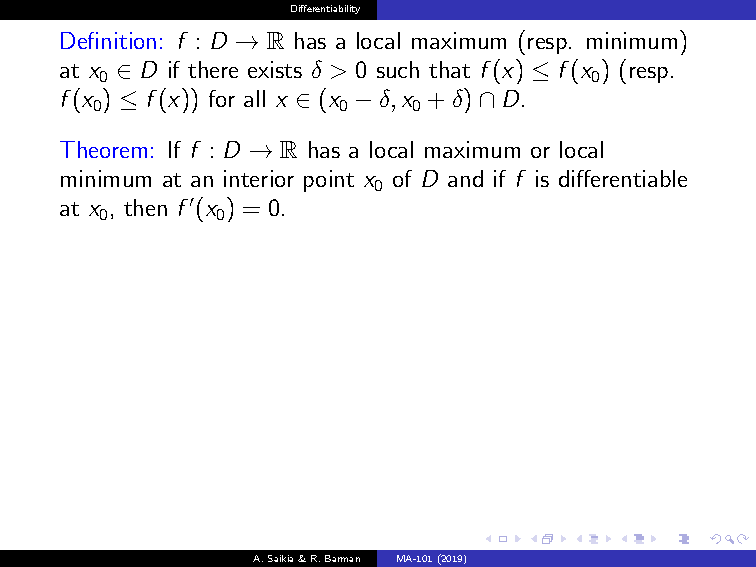 Differentiability
Definition: f : D → ℝ has a local maximum (resp. minimum)
at x₀ ∈ D if there exists δ > 0 such that f(x) ≤ f(x₀) (resp.
f(x₀) ≤ f(x)) for all x ∈ (x₀ − δ, x₀ + δ) ∩ D.
Theorem: If f : D → ℝ has a local maximum or local
minimum at an interior point x₀ of D and if f is differentiable
at x₀, then f′(x₀) = 0.
A. Saikia & R. Barman MA-101 (2019)